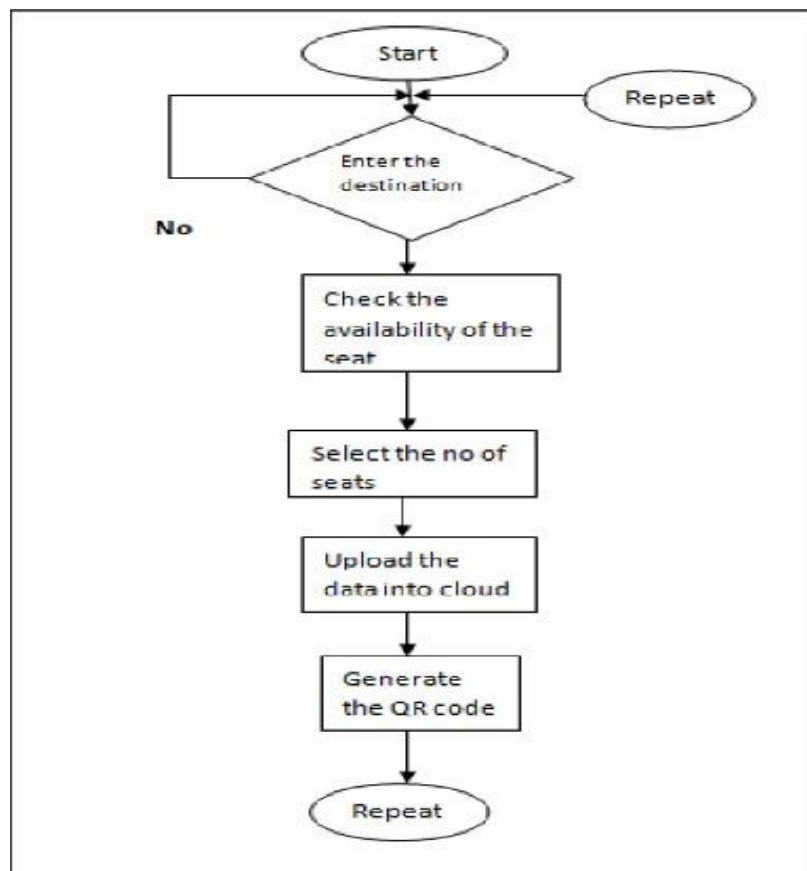 Start
Repeat
Enter the
destination
No
Check the
availability of the
seat
Select the no of
seats
Upload the
data into cloud
Generate
the QR code
Repeat